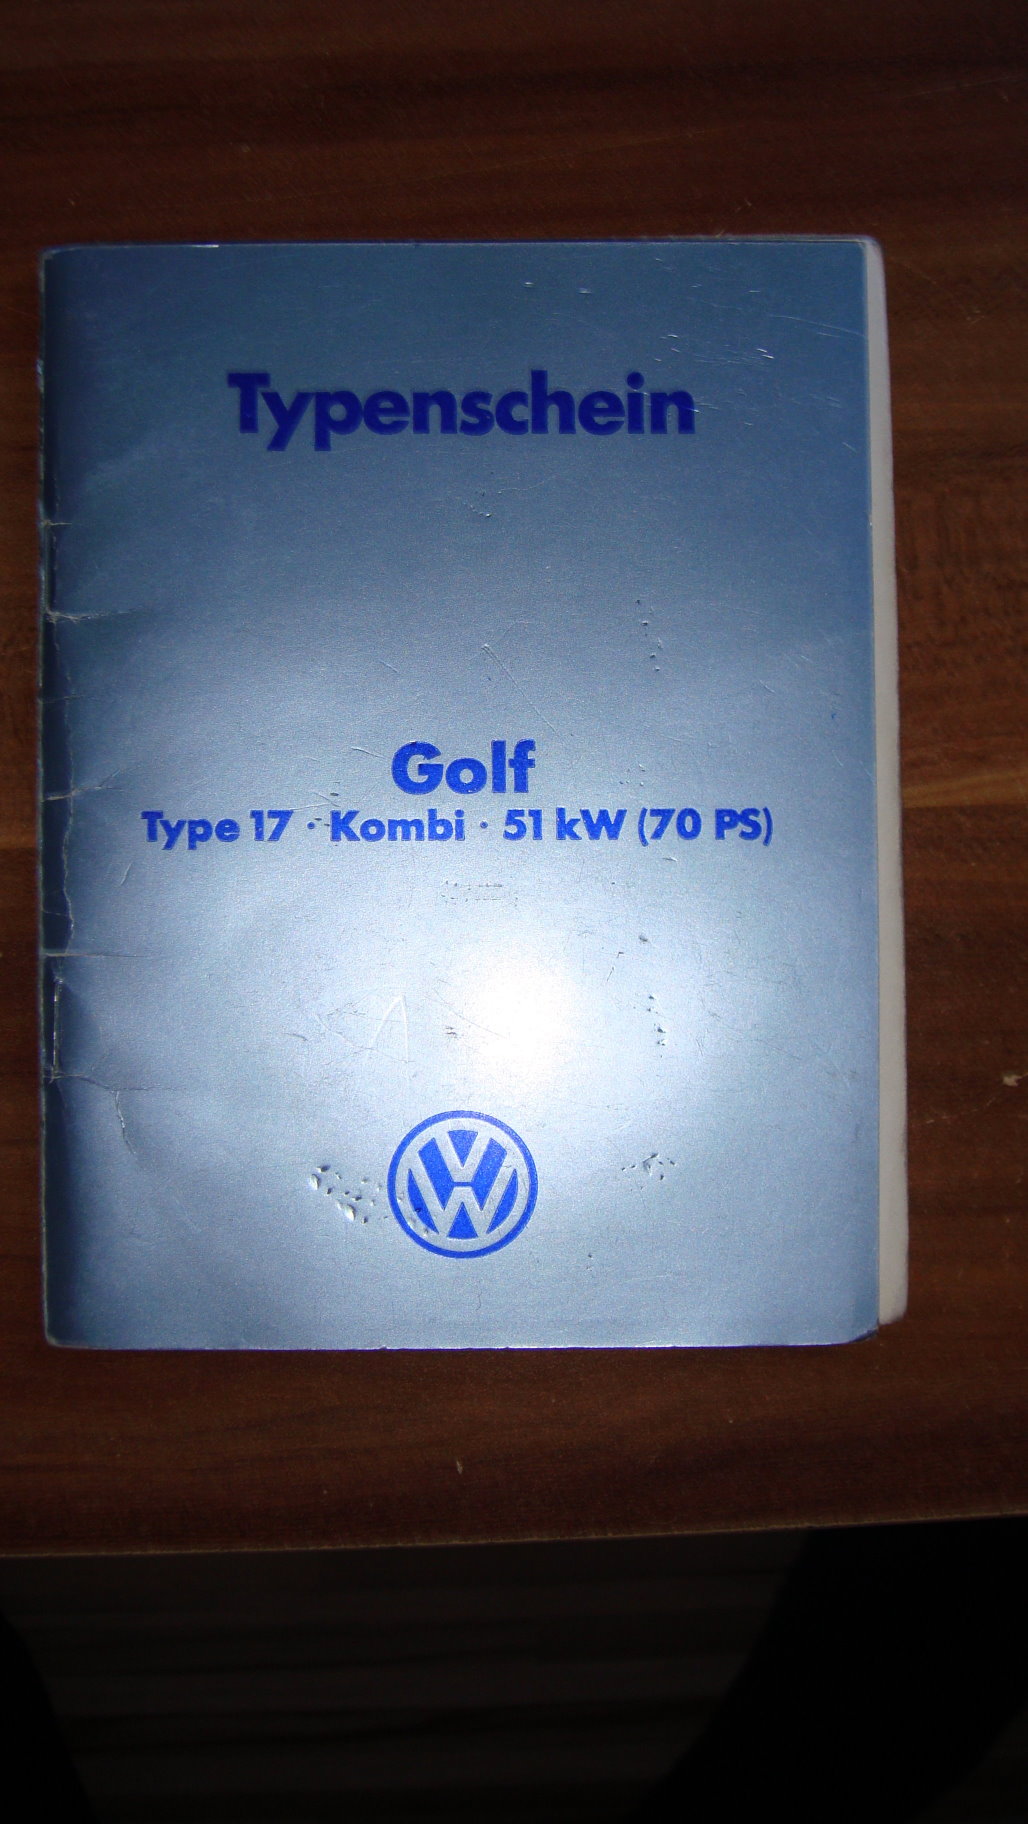 Typenschein
Golf
Type 17 · Kombi · 51 kW (70 PS)
VW